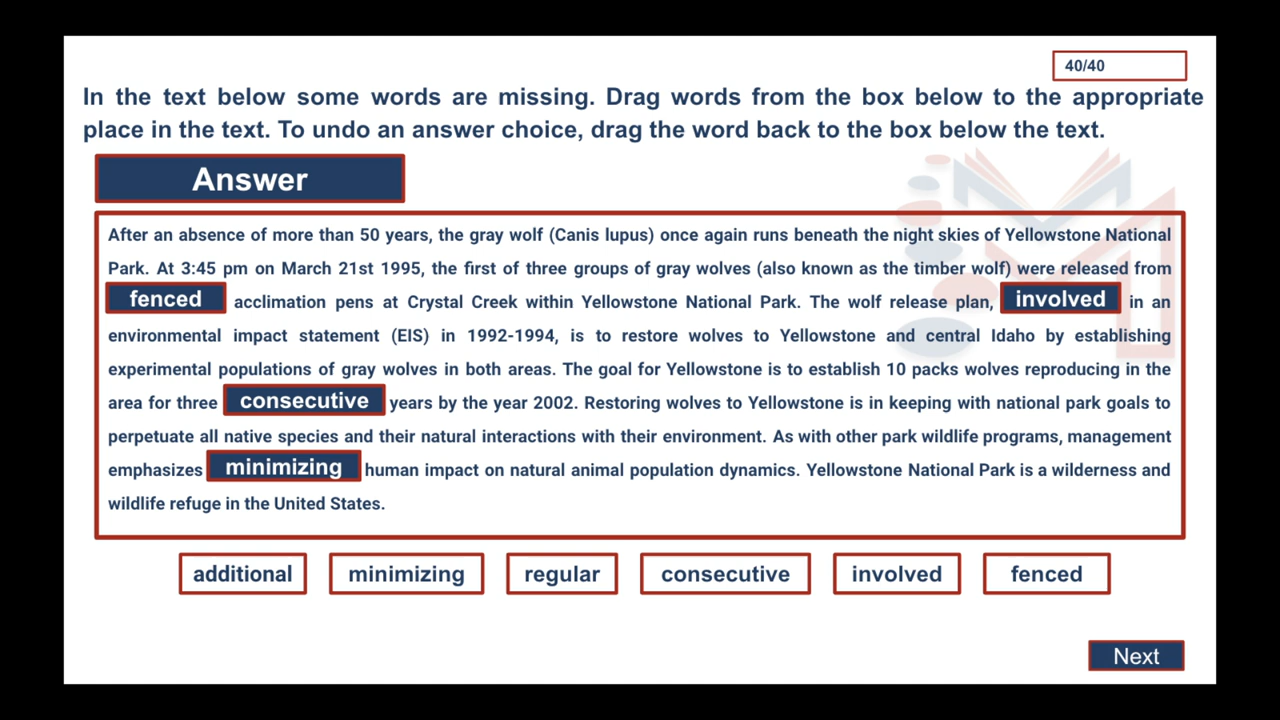 40/40
In the text below some words are missing. Drag words from the box below to the appropriate
place in the text. To undo an answer choice, drag the word back to the box below the text.
Answer
After an absence of more than 50 years, the gray wolf (Canis lupus) once again runs beneath the night skies of Yellowstone National
Park. At 3:45 pm on March 21st 1995, the first of three groups of gray wolves (also known as the timber wolf) were released from
fenced acclimation pens at Crystal Creek within Yellowstone National Park. The wolf release plan, involved in an
environmental impact statement (EIS) in 1992-1994, is to restore wolves to Yellowstone and central Idaho by establishing
experimental populations of gray wolves in both areas. The goal for Yellowstone is to establish 10 packs wolves reproducing in the
area for three consecutive years by the year 2002. Restoring wolves to Yellowstone is in keeping with national park goals to
perpetuate all native species and their natural interactions with their environment. As with other park wildlife programs, management
emphasizes minimizing human impact on natural animal population dynamics. Yellowstone National Park is a wilderness and
wildlife refuge in the United States.
additional minimizing regular consecutive involved fenced
Next